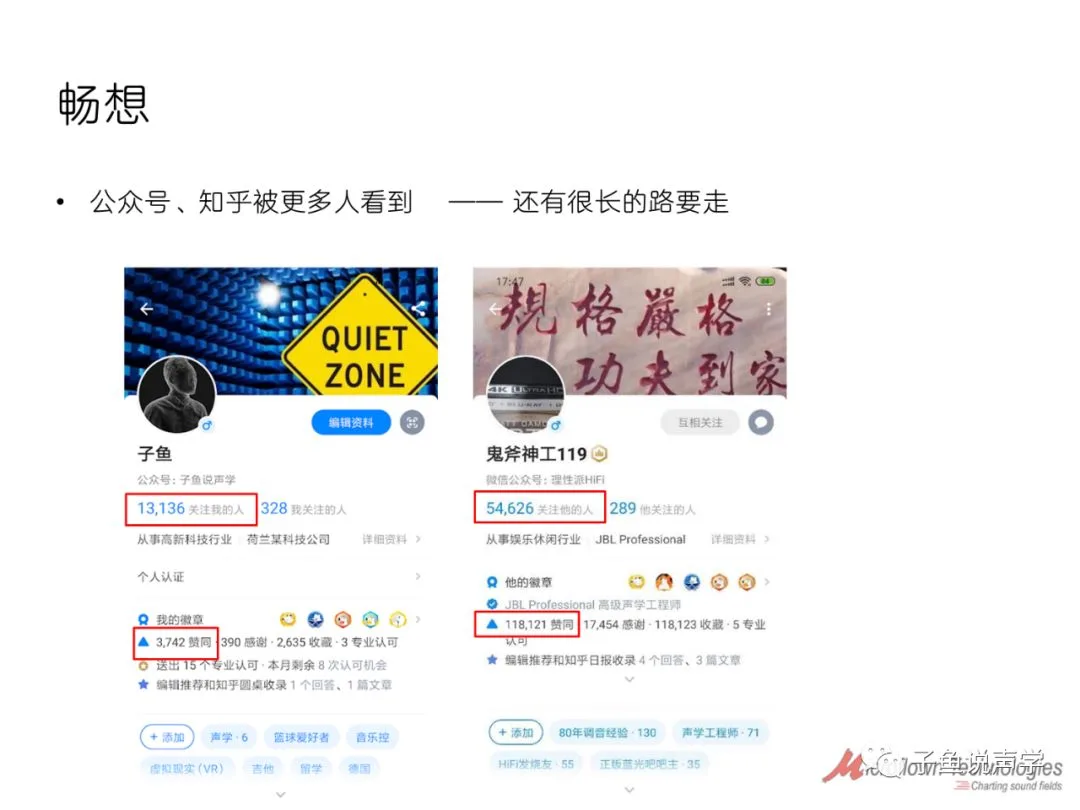 畅想
• 公众号、知乎被更多人看到 —— 还有很长的路要走
QUIET
ZONE
编辑资料
子鱼
公众号：子鱼说声学
13,136 关注我的人 328 我关注的人
从事高新科技行业 荷兰某科技公司 详细资料
个人认证
我的徽章
3,742 赞同 · 390 感谢 · 2,635 收藏 · 3 专业认可
送出 15 个专业认可 · 本月剩余 8 次认可机会
编辑推荐和知乎圆桌收录 1 个回答、1 篇文章
+ 添加 声学 · 6 篮球爱好者 音乐控
虚拟现实（VR） 吉他 留学 德国
17:47
規格嚴格
功夫到家
4K ULTRA HD
互相关注
鬼斧神工119
微信公众号：理性派HiFi
54,626 关注他的人 289 他关注的人
从事娱乐休闲行业 JBL Professional 详细资料
他的徽章
JBL Professional 高级声学工程师
118,121 赞同 · 17,454 感谢 · 118,123 收藏 · 5 专业
认可
编辑推荐和知乎日报收录 4 个回答、3 篇文章
+ 添加 80年调音经验 · 130 声学工程师 · 71
HiFi发烧友 · 55 正版蓝光吧吧主 · 35
子鱼说声学
Technologies
Charting sound fields